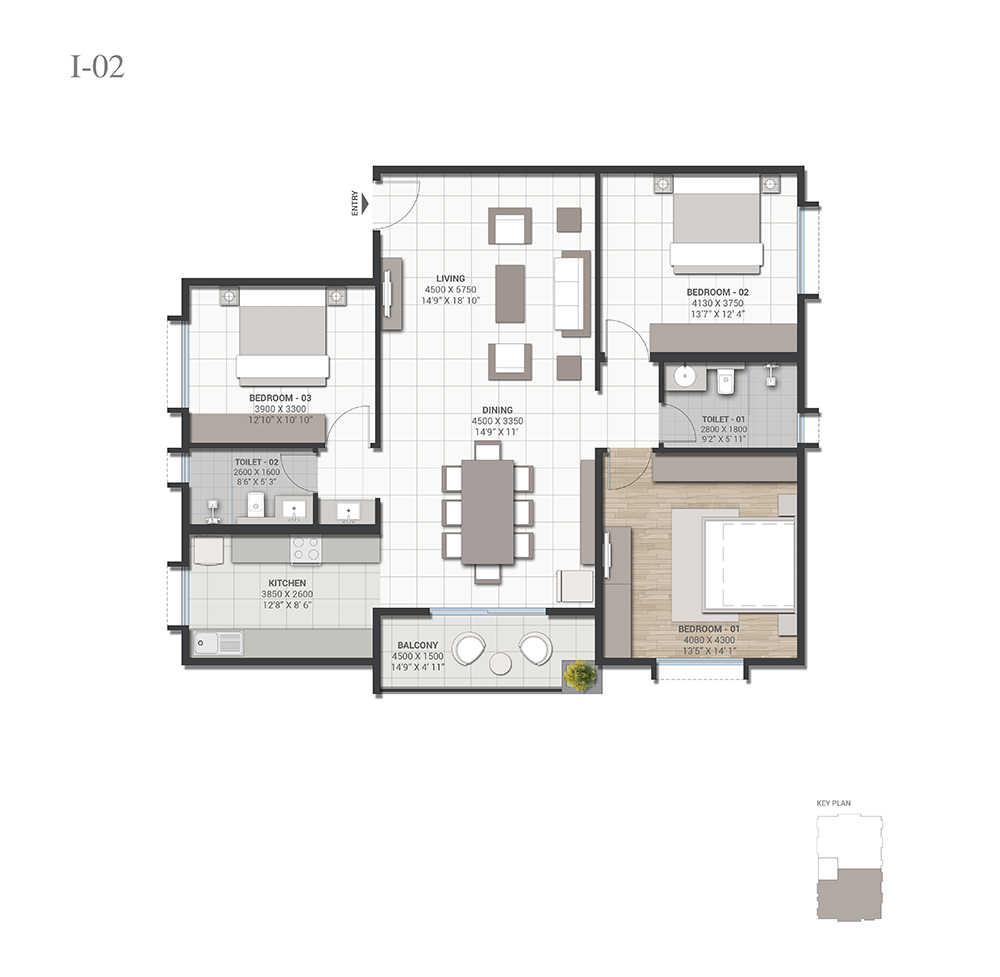 I-02
ENTRY
LIVING
4500 X 5750
14'9" X 18' 10"
BEDROOM - 02
4130 X 3750
13'7" X 12' 4"
BEDROOM - 03
3900 X 3300
12'10" X 10' 10"
DINING
4500 X 3350
14'9" X 11'
TOILET - 01
2800 X 1800
9'2" X 5' 11"
TOILET - 02
2600 X 1600
8'6" X 5' 3"
KITCHEN
3850 X 2600
12'8" X 8' 6"
BEDROOM - 01
4080 X 4300
13'5" X 14' 1"
BALCONY
4500 X 1500
14'9" X 4' 11"
KEY PLAN